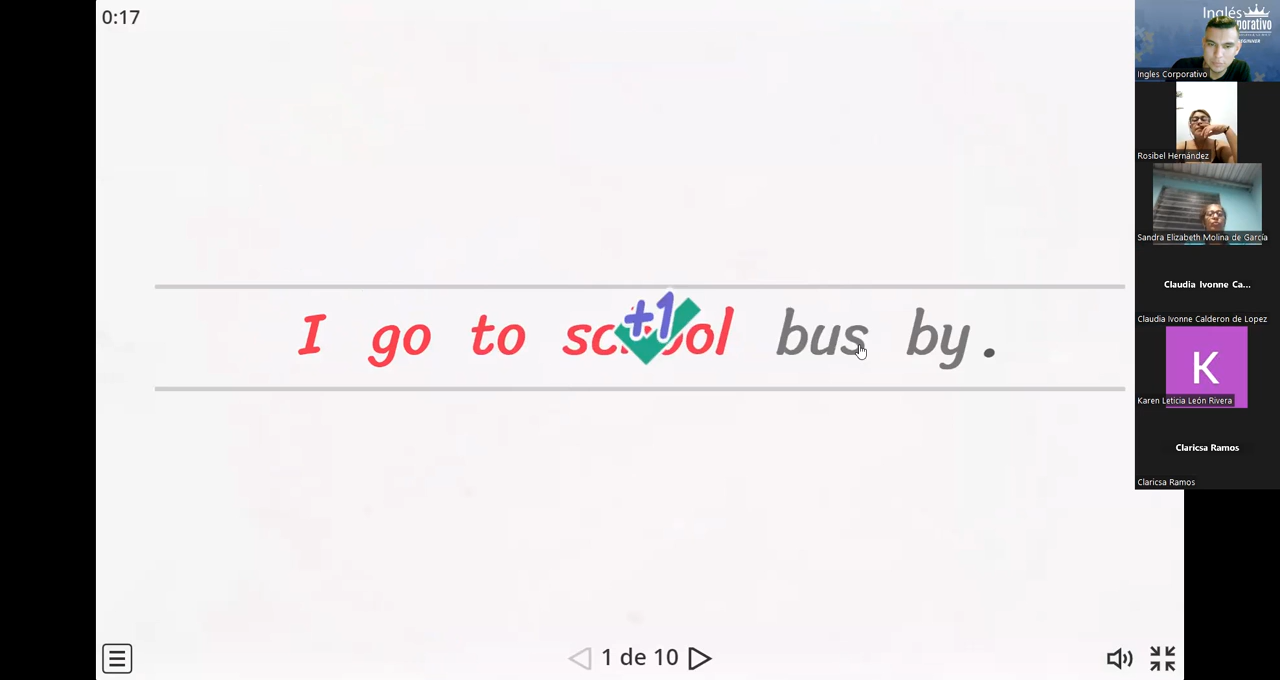 0:17
I go to school bus by.
+1
1 de 10
Inglés
Ingles Corporativo
Rosibel Hernández
Sandra Elizabeth Molina de García
Claudia Ivonne Ca...
Claudia Ivonne Calderon de Lopez
K
Karen Leticia León Rivera
Claricsa Ramos
Claricsa Ramos